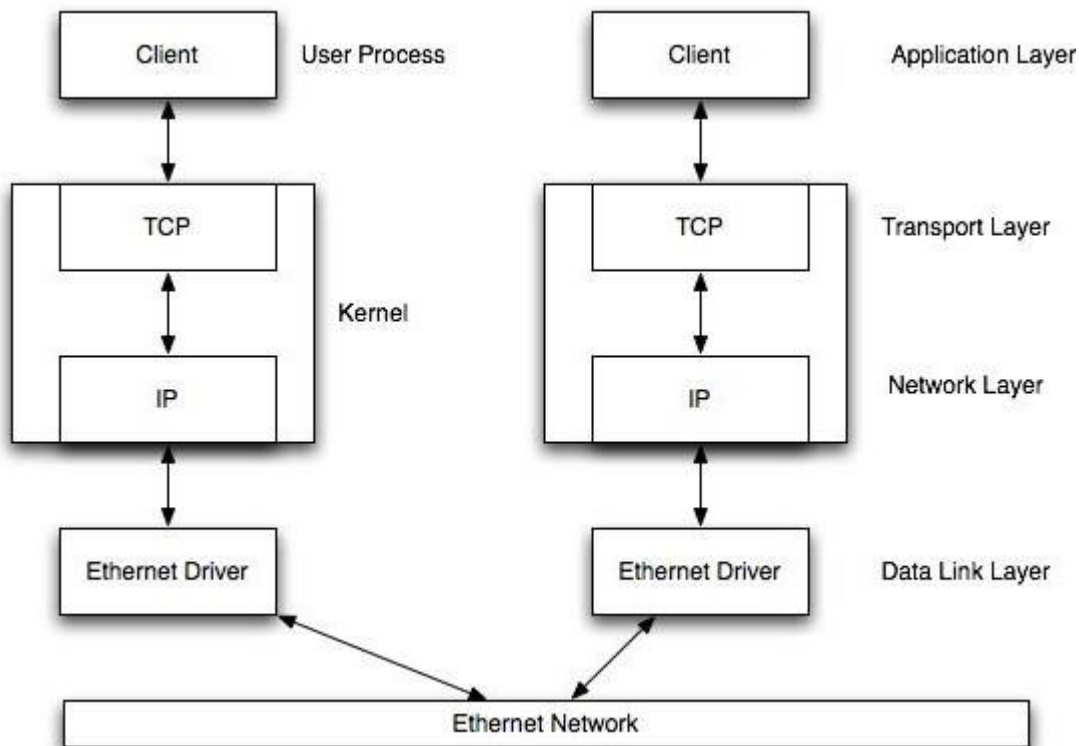 Client
User Process
Client
Application Layer
TCP
TCP
Transport Layer
Kernel
IP
IP
Network Layer
Ethernet Driver
Ethernet Driver
Data Link Layer
Ethernet Network